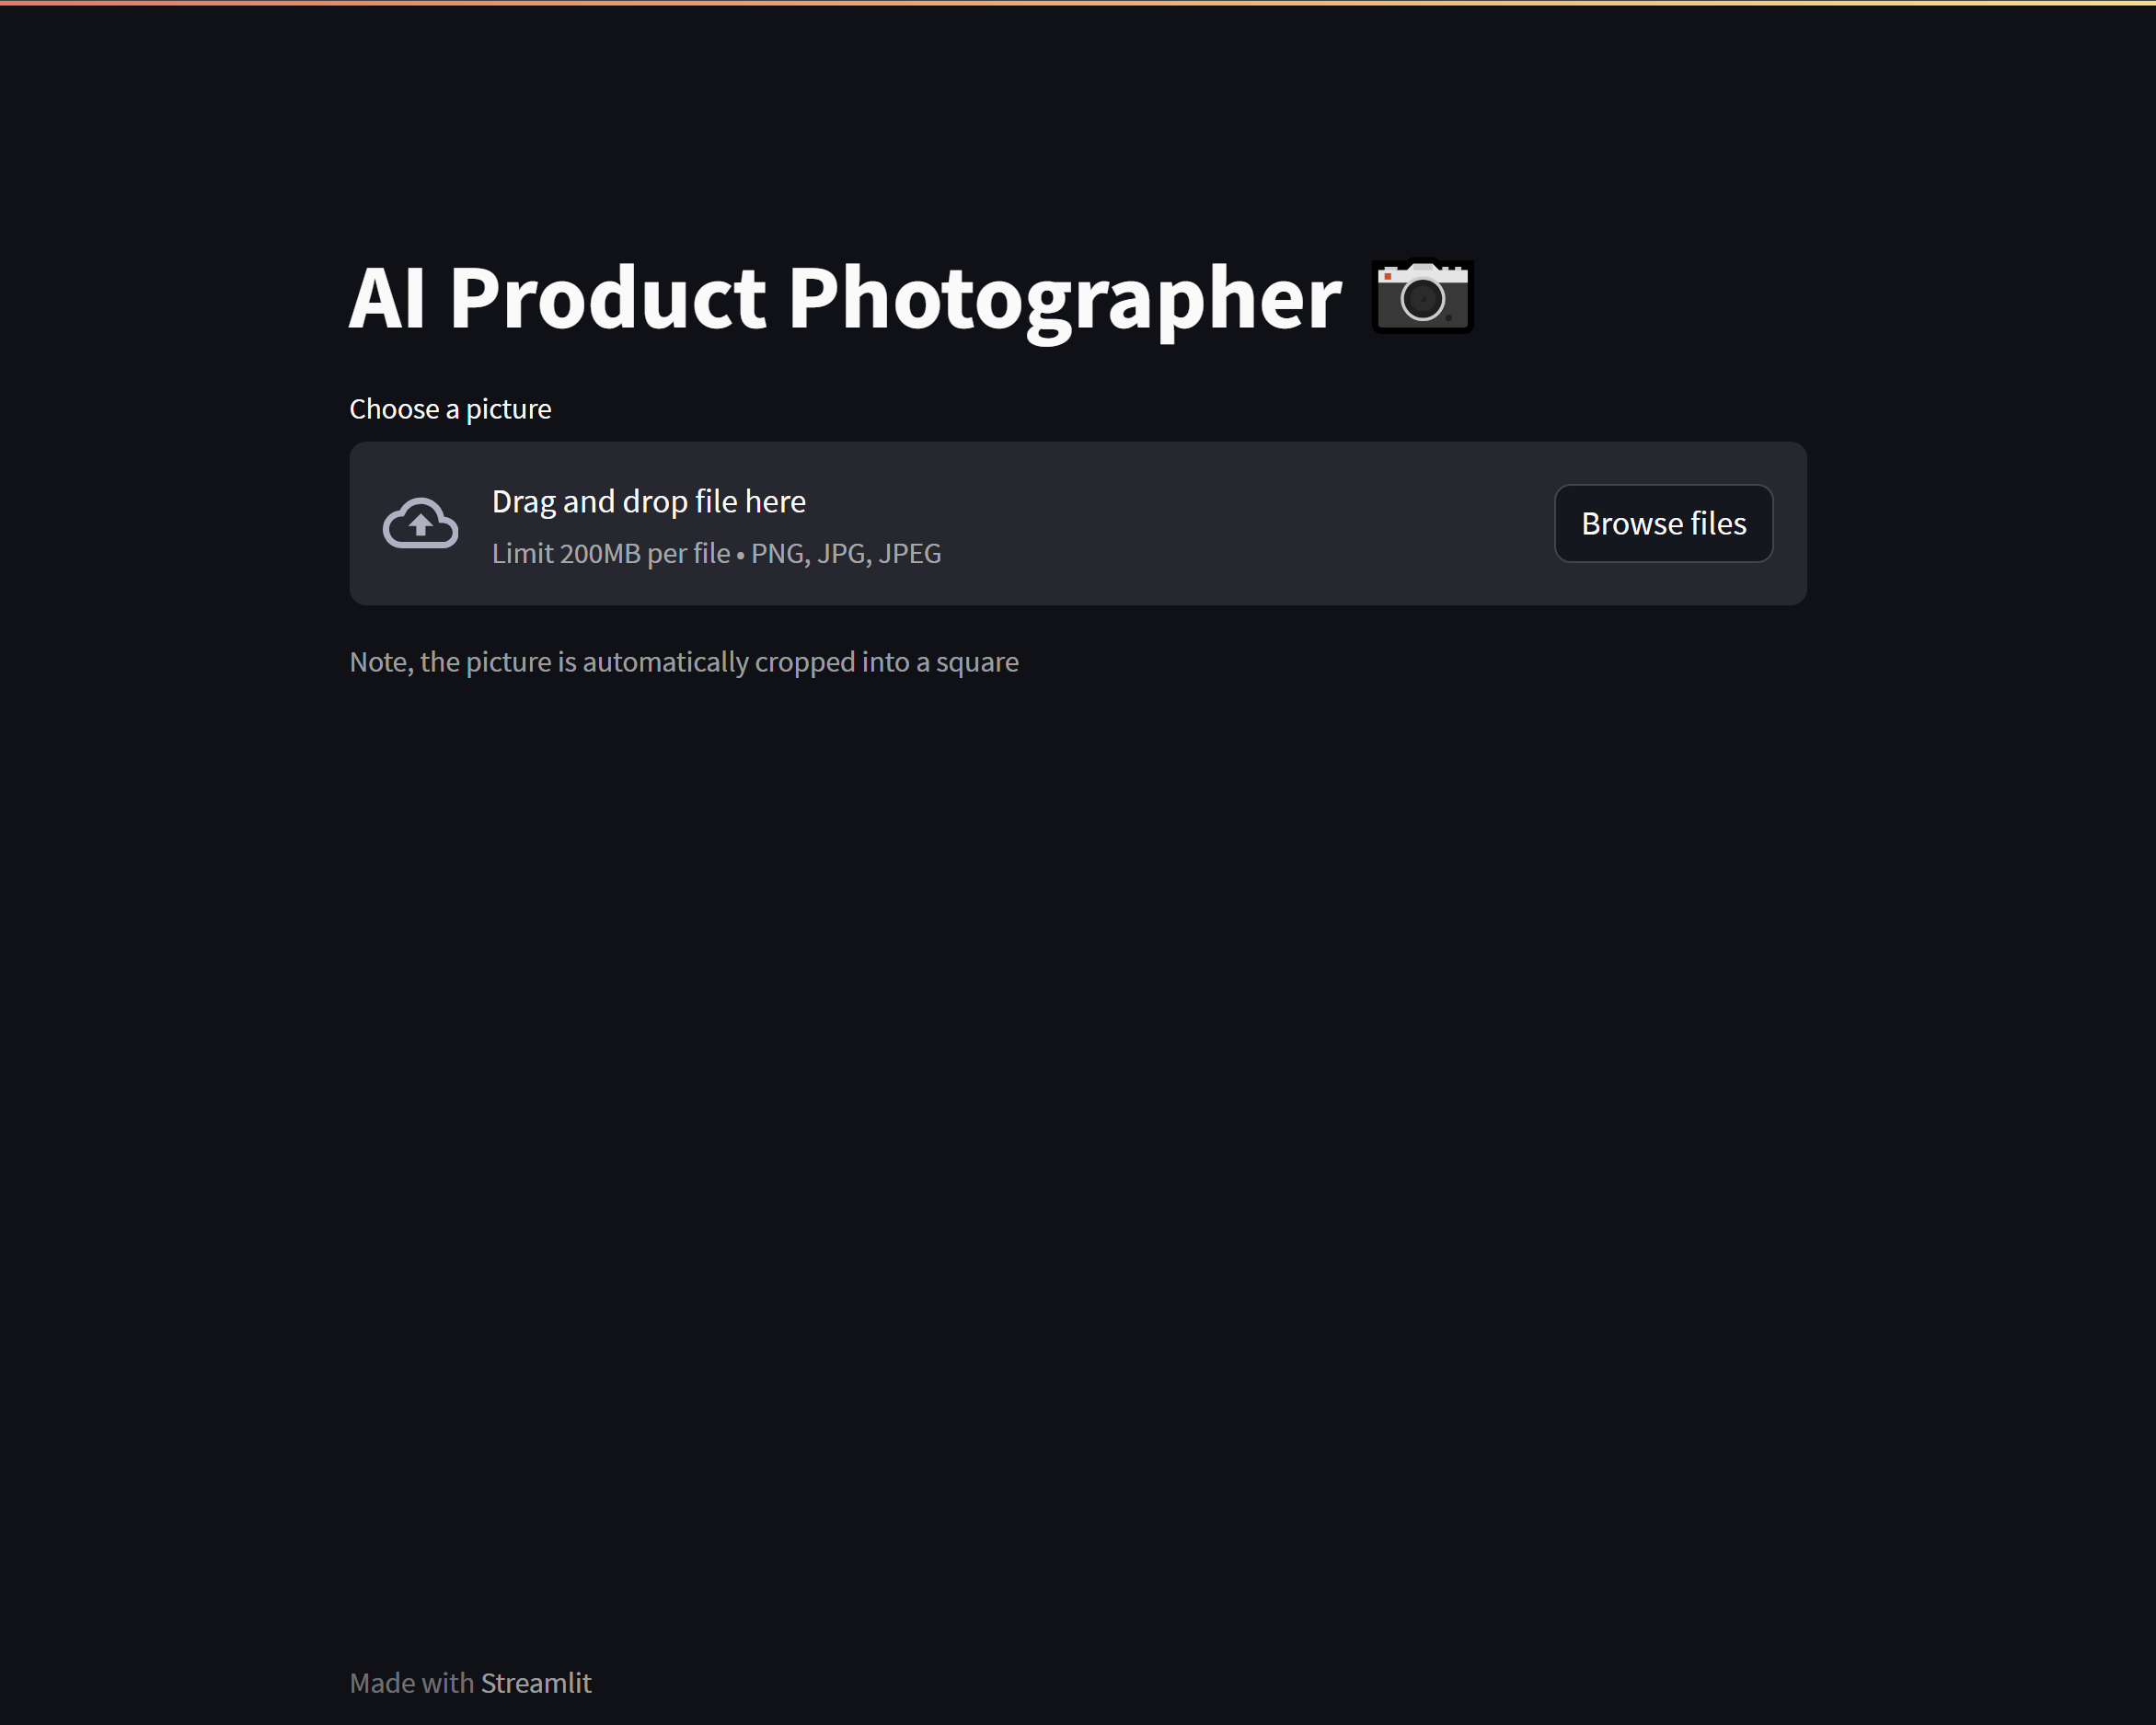 AI Product Photographer
Choose a picture
Drag and drop file here
Limit 200MB per file • PNG, JPG, JPEG
Browse files
Note, the picture is automatically cropped into a square
Made with Streamlit